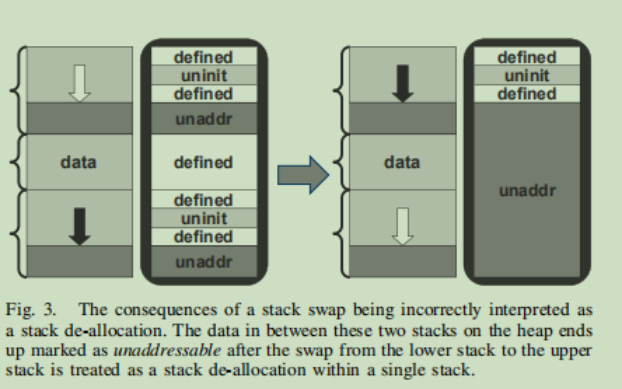 defined
uninit
defined
unaddr
data
defined
defined
uninit
defined
unaddr
defined
uninit
defined
data
unaddr
Fig. 3. The consequences of a stack swap being incorrectly interpreted as
a stack de-allocation. The data in between these two stacks on the heap ends
up marked as unaddressable after the swap from the lower stack to the upper
stack is treated as a stack de-allocation within a single stack.